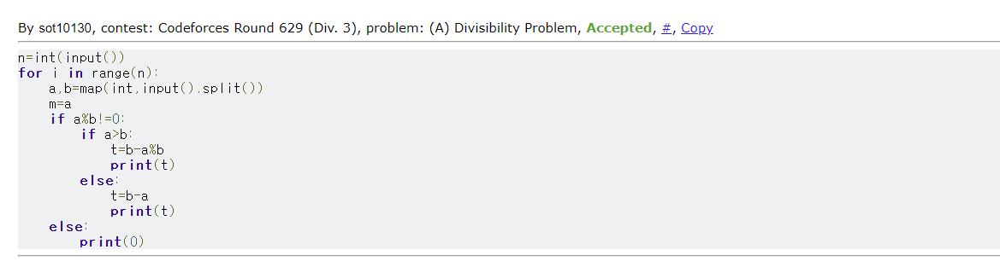 By sot10130, contest: Codeforces Round 629 (Div. 3), problem: (A) Divisibility Problem, Accepted, #, Copy
n=int(input())
for i in range(n):
    a,b=map(int,input().split())
    m=a
    if a%b!=0:
        if a>b:
            t=b-a%b
            print(t)
        else:
            t=b-a
            print(t)
    else:
        print(0)